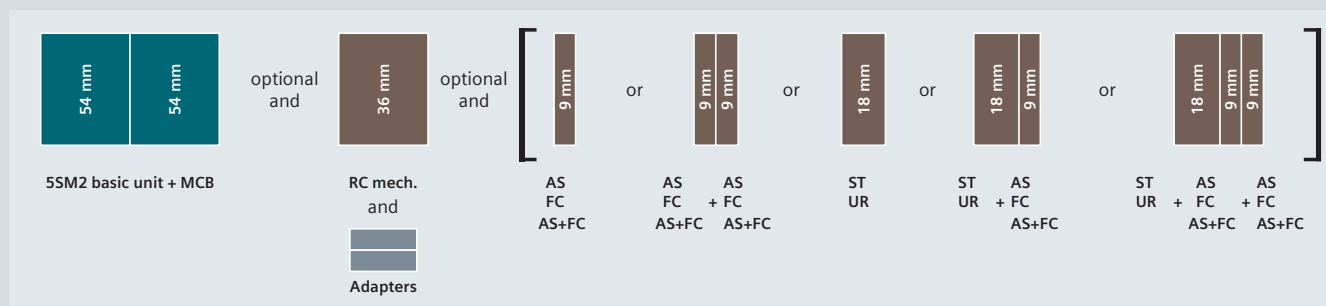 54 mm
54 mm
optional
and
36 mm
optional
and
9 mm
or
9 mm
9 mm
or
18 mm
or
18 mm
9 mm
or
18 mm
9 mm
9 mm
5SM2 basic unit + MCB
RC mech.
and
Adapters
AS
FC
AS+FC
AS AS
FC + FC
AS+FC AS+FC
ST
UR
ST AS
UR + FC
AS+FC
ST AS AS
UR + FC + FC
AS+FC AS+FC